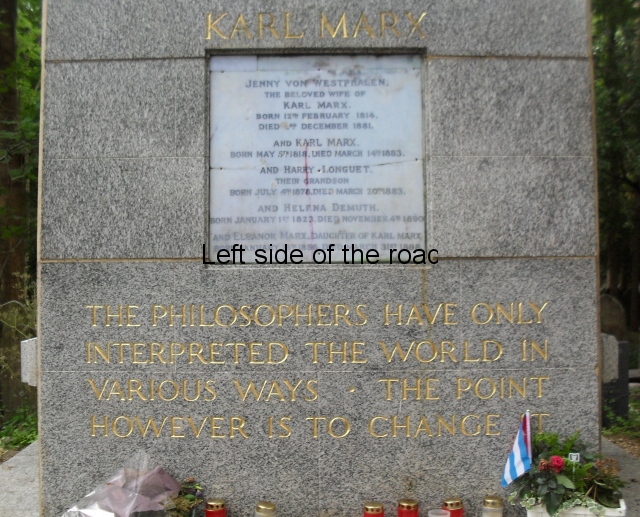 KARL MARX
JENNY VON WESTPHALEN,
THE BELOVED WIFE OF
KARL MARX.
BORN 12TH FEBRUARY 1814,
DIED 2ND DECEMBER 1881.
AND KARL MARX.
BORN MAY 5TH 1818, DIED MARCH 14TH 1883.
AND HARRY LONGUET.
THEIR GRANDSON
BORN JULY 4TH 1878, DIED MARCH 20TH 1883.
AND HELENA DEMUTH.
BORN JANUARY 1ST 1823, DIED NOVEMBER 4TH 1890
AND ELEANOR MARX, DAUGHTER OF KARL MARX
Left side of the roac
THE PHILOSOPHERS HAVE ONLY
INTERPRETED THE WORLD IN
VARIOUS WAYS · THE POINT
HOWEVER IS TO CHANGE IT